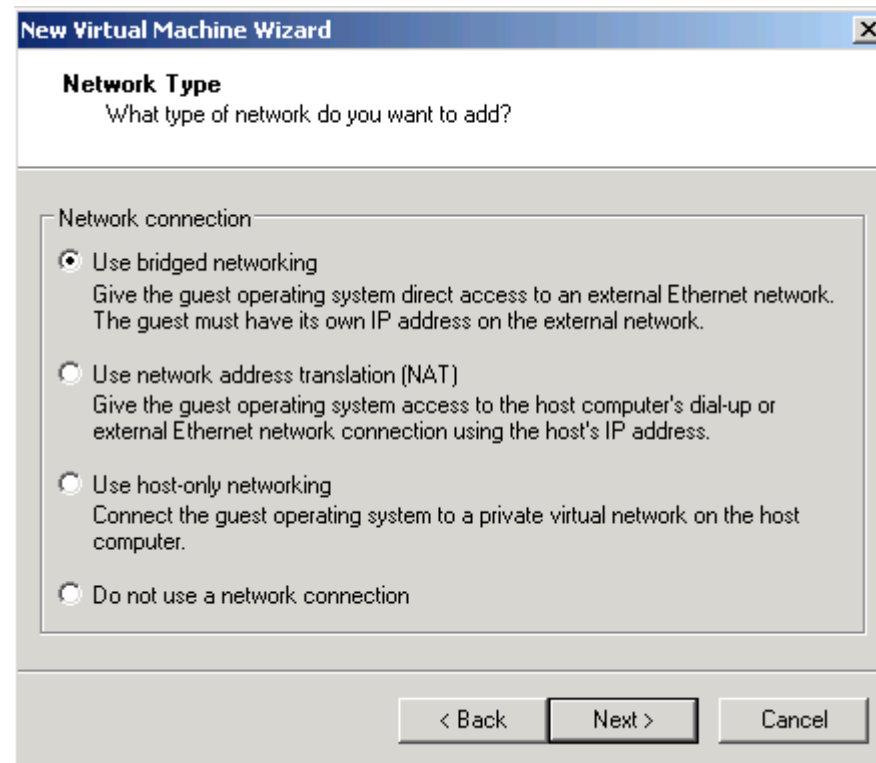 New Virtual Machine Wizard
Network Type
What type of network do you want to add?
Network connection
Use bridged networking
Give the guest operating system direct access to an external Ethernet network.
The guest must have its own IP address on the external network.
Use network address translation (NAT)
Give the guest operating system access to the host computer's dial-up or
external Ethernet network connection using the host's IP address.
Use host-only networking
Connect the guest operating system to a private virtual network on the host
computer.
Do not use a network connection
< Back Next > Cancel